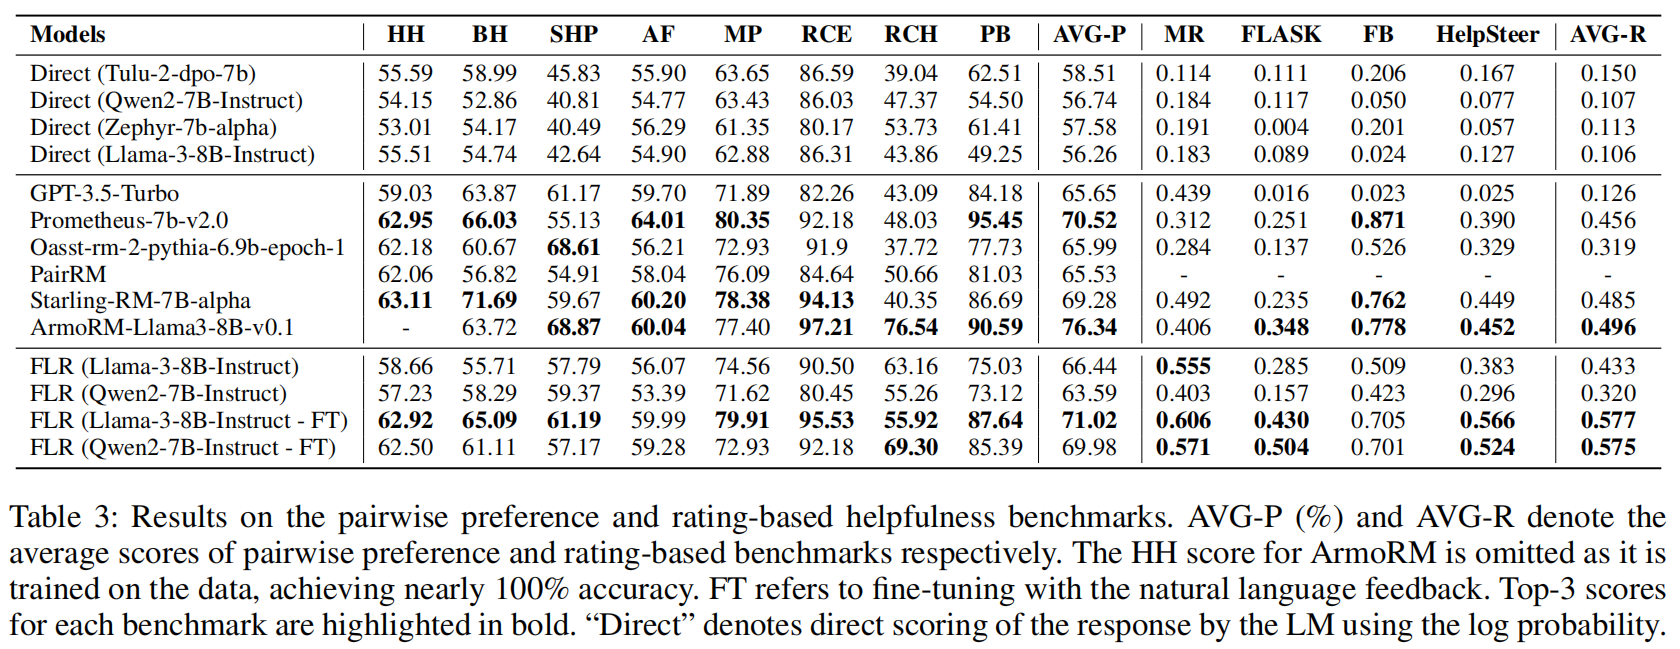 Models HH BH SHP AF MP RCE RCH PB AVG-P MR FLASK FB HelpSteer AVG-R
Direct (Tulu-2-dpo-7b) 55.59 58.99 45.83 55.90 63.65 86.59 39.04 62.51 58.51 0.114 0.111 0.206 0.167 0.150
Direct (Qwen2-7B-Instruct) 54.15 52.86 40.81 54.77 63.43 86.03 47.37 54.50 56.74 0.184 0.117 0.050 0.077 0.107
Direct (Zephyr-7b-alpha) 53.01 54.17 40.49 56.29 61.35 80.17 53.73 61.41 57.58 0.191 0.004 0.201 0.057 0.113
Direct (Llama-3-8B-Instruct) 55.51 54.74 42.64 54.90 62.88 86.31 43.86 49.25 56.26 0.183 0.089 0.024 0.127 0.106
GPT-3.5-Turbo 59.03 63.87 61.17 59.70 71.89 82.26 43.09 84.18 65.65 0.439 0.016 0.023 0.025 0.126
Prometheus-7b-v2.0 62.95 66.03 55.13 64.01 80.35 92.18 48.03 95.45 70.52 0.312 0.251 0.871 0.390 0.456
Oasst-rm-2-pythia-6.9b-epoch-1 62.18 60.67 68.61 56.21 72.93 91.9 37.72 77.73 65.99 0.284 0.137 0.526 0.329 0.319
PairRM 62.06 56.82 54.91 58.04 76.09 84.64 50.66 81.03 65.53 - - - - -
Starling-RM-7B-alpha 63.11 71.69 59.67 60.20 78.38 94.13 40.35 86.69 69.28 0.492 0.235 0.762 0.449 0.485
ArmoRM-Llama3-8B-v0.1 - 63.72 68.87 60.04 77.40 97.21 76.54 90.59 76.34 0.406 0.348 0.778 0.452 0.496
FLR (Llama-3-8B-Instruct) 58.66 55.71 57.79 56.07 74.56 90.50 63.16 75.03 66.44 0.555 0.285 0.509 0.383 0.433
FLR (Qwen2-7B-Instruct) 57.23 58.29 59.37 53.39 71.62 80.45 55.26 73.12 63.59 0.403 0.157 0.423 0.296 0.320
FLR (Llama-3-8B-Instruct - FT) 62.92 65.09 61.19 59.99 79.91 95.53 55.92 87.64 71.02 0.606 0.430 0.705 0.566 0.577
FLR (Qwen2-7B-Instruct - FT) 62.50 61.11 57.17 59.28 72.93 92.18 69.30 85.39 69.98 0.571 0.504 0.701 0.524 0.575
Table 3: Results on the pairwise preference and rating-based helpfulness benchmarks. AVG-P (%) and AVG-R denote the
average scores of pairwise preference and rating-based benchmarks respectively. The HH score for ArmoRM is omitted as it is
trained on the data, achieving nearly 100% accuracy. FT refers to fine-tuning with the natural language feedback. Top-3 scores
for each benchmark are highlighted in bold. “Direct” denotes direct scoring of the response by the LM using the log probability.